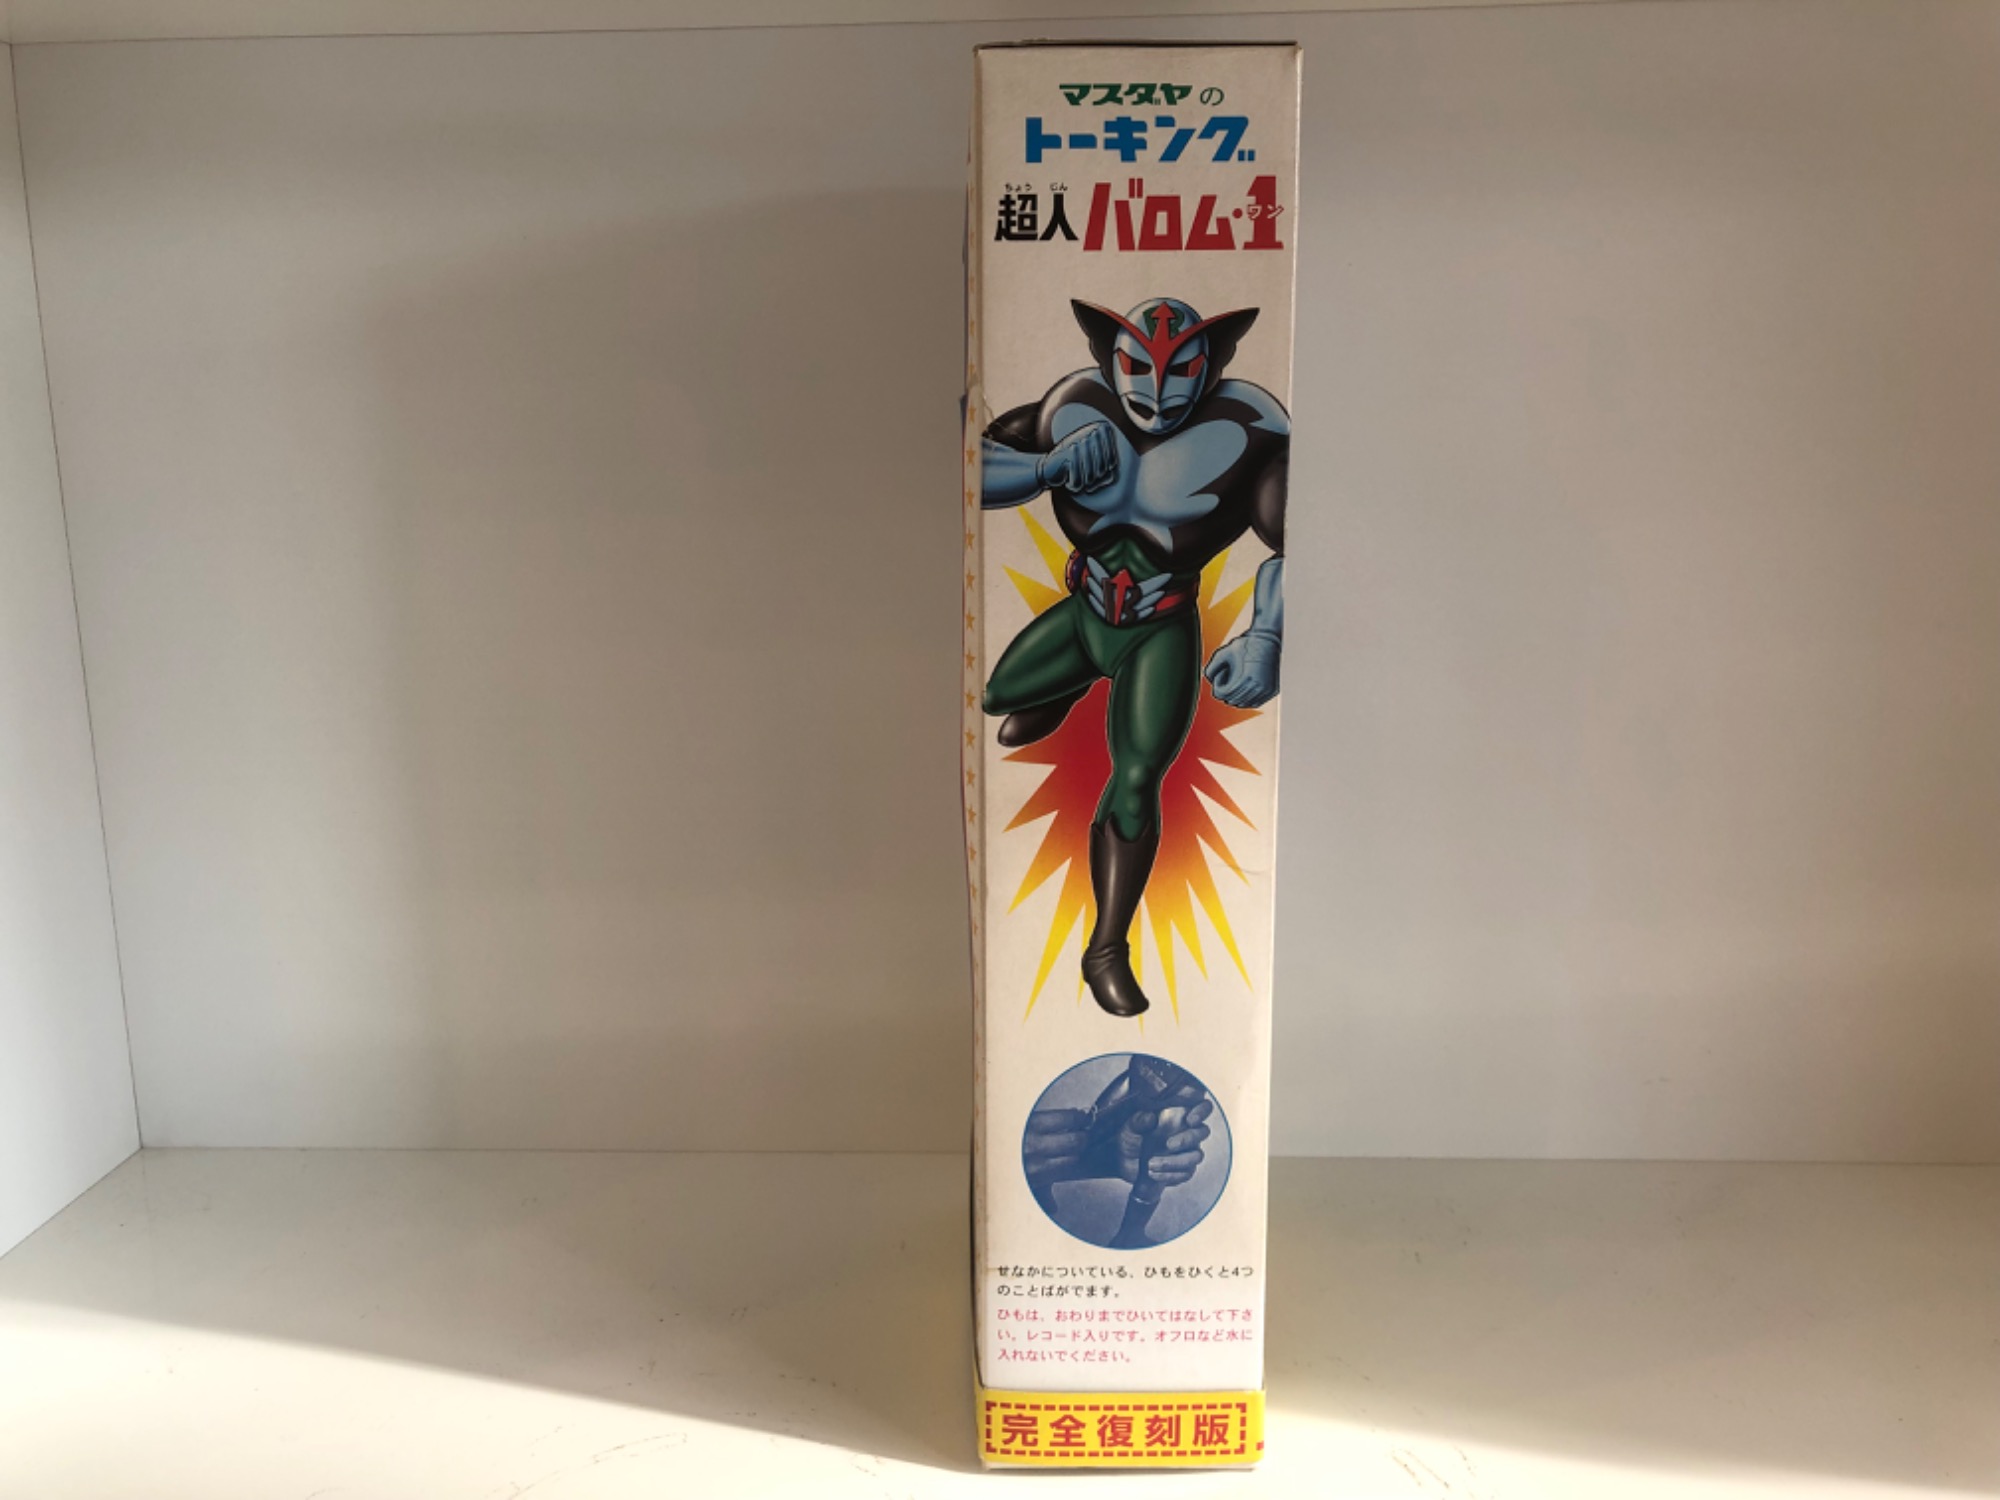 マスダヤの
トーキング
ちょう じん
超人バロム・1
ワン
B
B
せなかについている、ひもをひくと4つ
のことばがでます。
ひもは、おわりまでひいてはなして下さ
い。レコード入りです。オフロなど水に
入れないでください。
完全復刻版